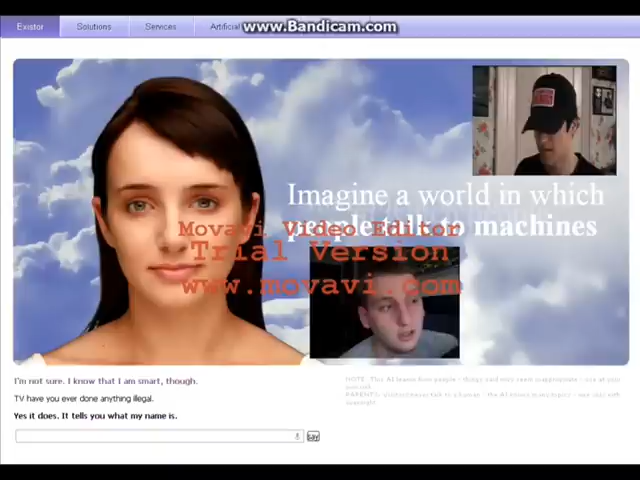 Existor
Solutions
Services
Artificial
www.Bandicam.com
Imagine a world in which
people talk to machines
Movavi Video Editor
Trial Version
www.movavi.com
I'm not sure. I know that I am smart, though.
TV have you ever done anything illegal.
Yes it does. It tells you what my name is.
say